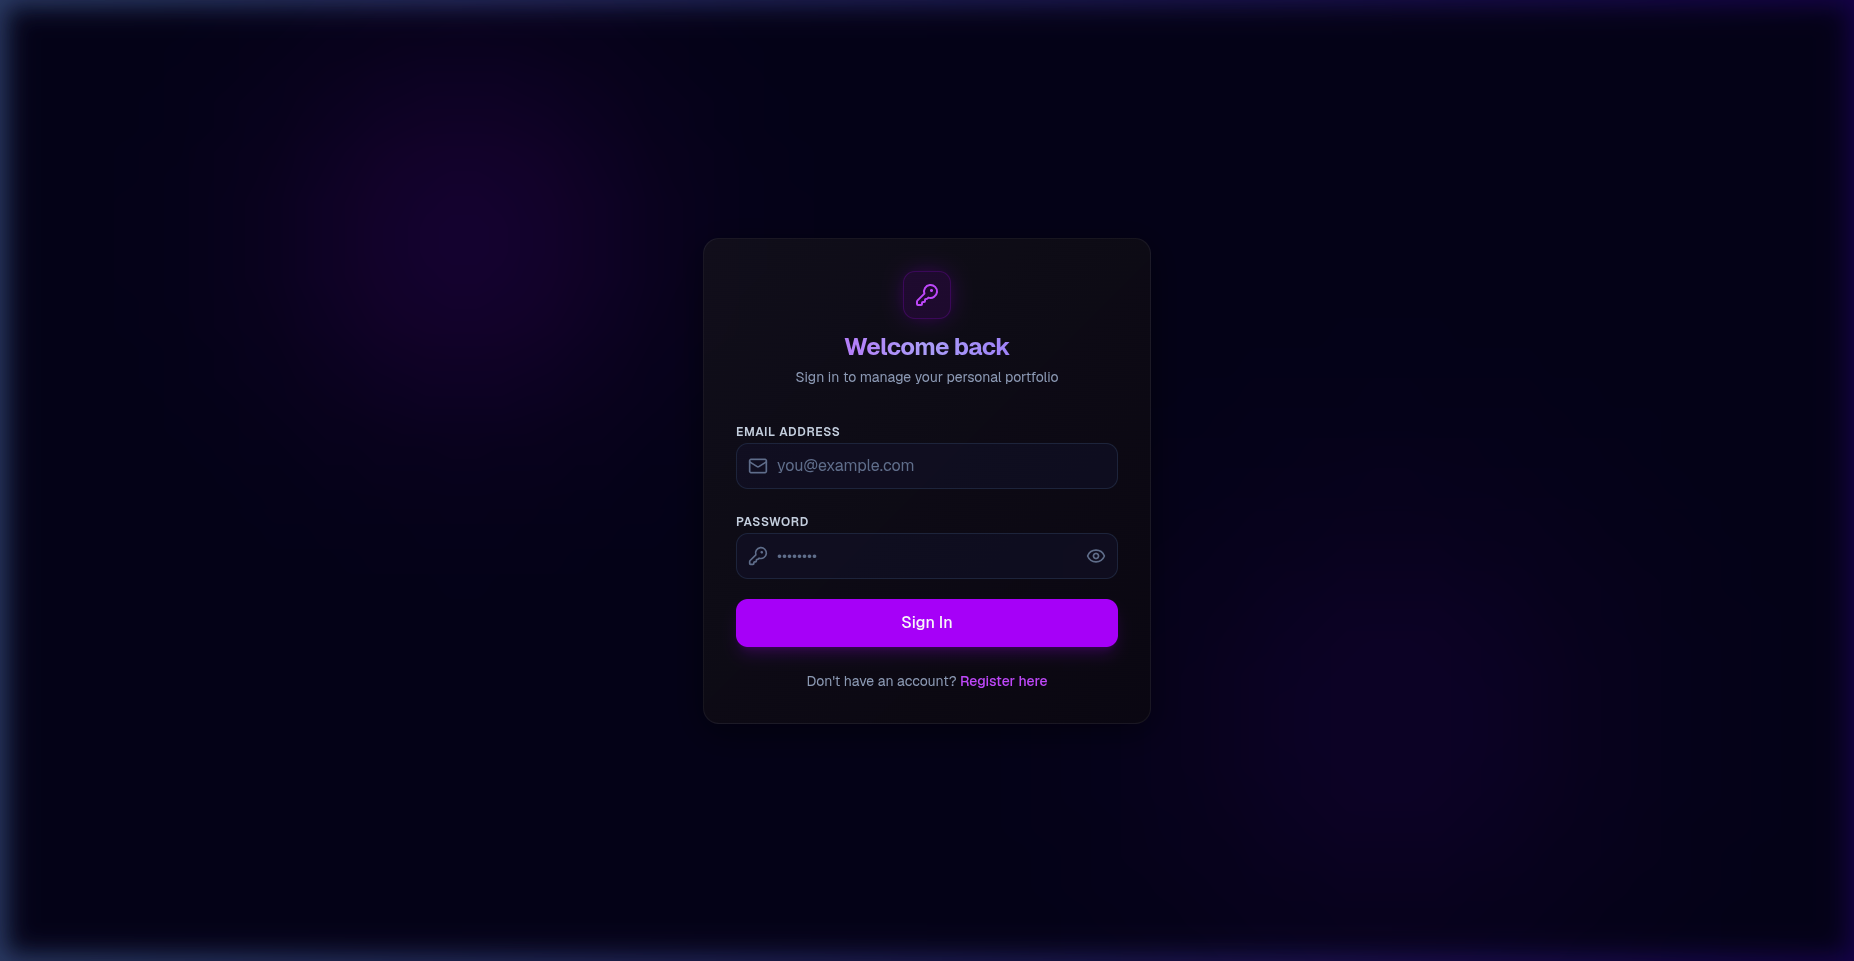 Welcome back
Sign in to manage your personal portfolio
EMAIL ADDRESS
you@example.com
PASSWORD
••••••••
Sign In
Don't have an account? Register here